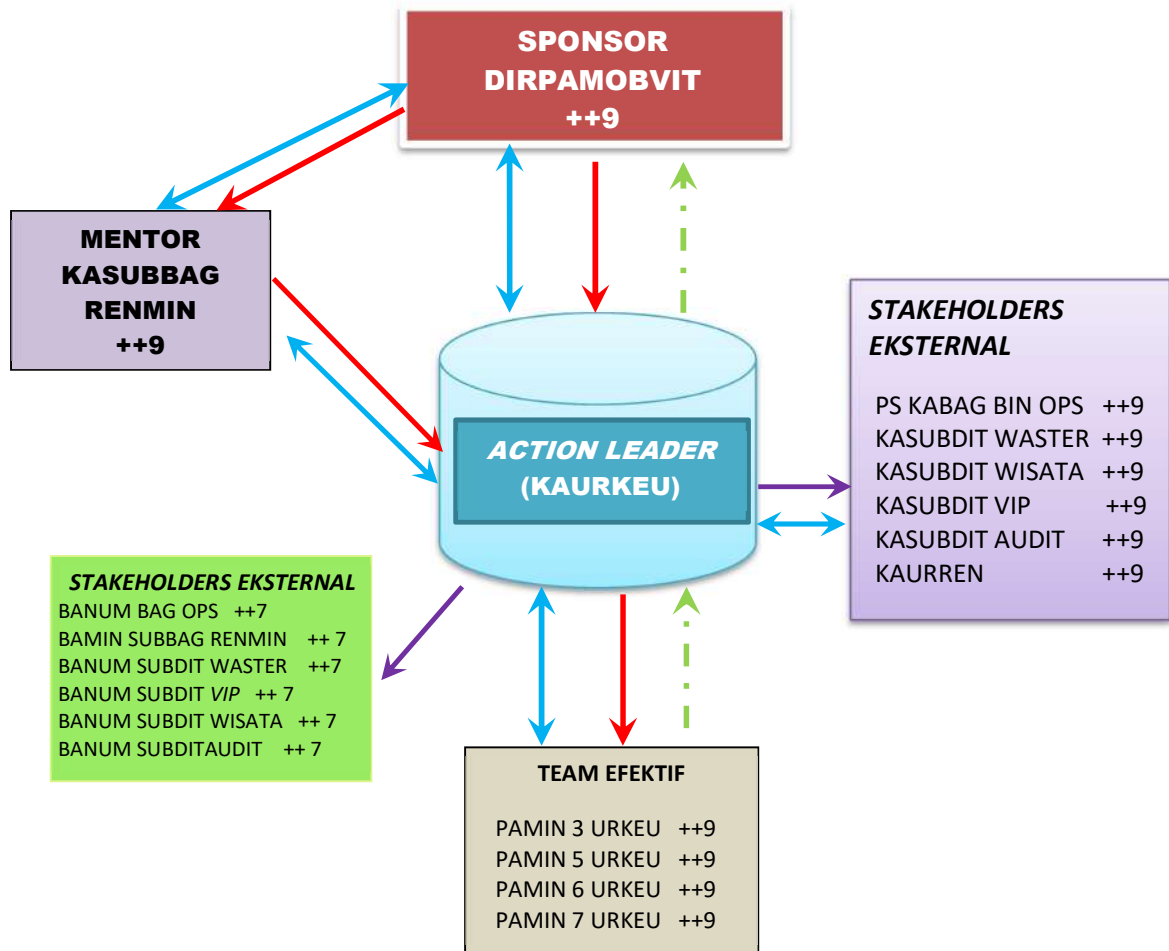 SPONSOR
DIRPAMOBVIT
++9
MENTOR
KASUBBAG
RENMIN
++9
STAKEHOLDERS
EKSTERNAL
PS KABAG BIN OPS ++9
KASUBDIT WASTER ++9
KASUBDIT WISATA ++9
KASUBDIT VIP ++9
KASUBDIT AUDIT ++9
KAURREN ++9
ACTION LEADER
(KAURKEU)
STAKEHOLDERS EKSTERNAL
BANUM BAG OPS ++7
BAMIN SUBBAG RENMIN ++ 7
BANUM SUBDIT WASTER ++7
BANUM SUBDIT VIP ++ 7
BANUM SUBDIT WISATA ++ 7
BANUM SUBDITAUDIT ++ 7
TEAM EFEKTIF
PAMIN 3 URKEU ++9
PAMIN 5 URKEU ++9
PAMIN 6 URKEU ++9
PAMIN 7 URKEU ++9